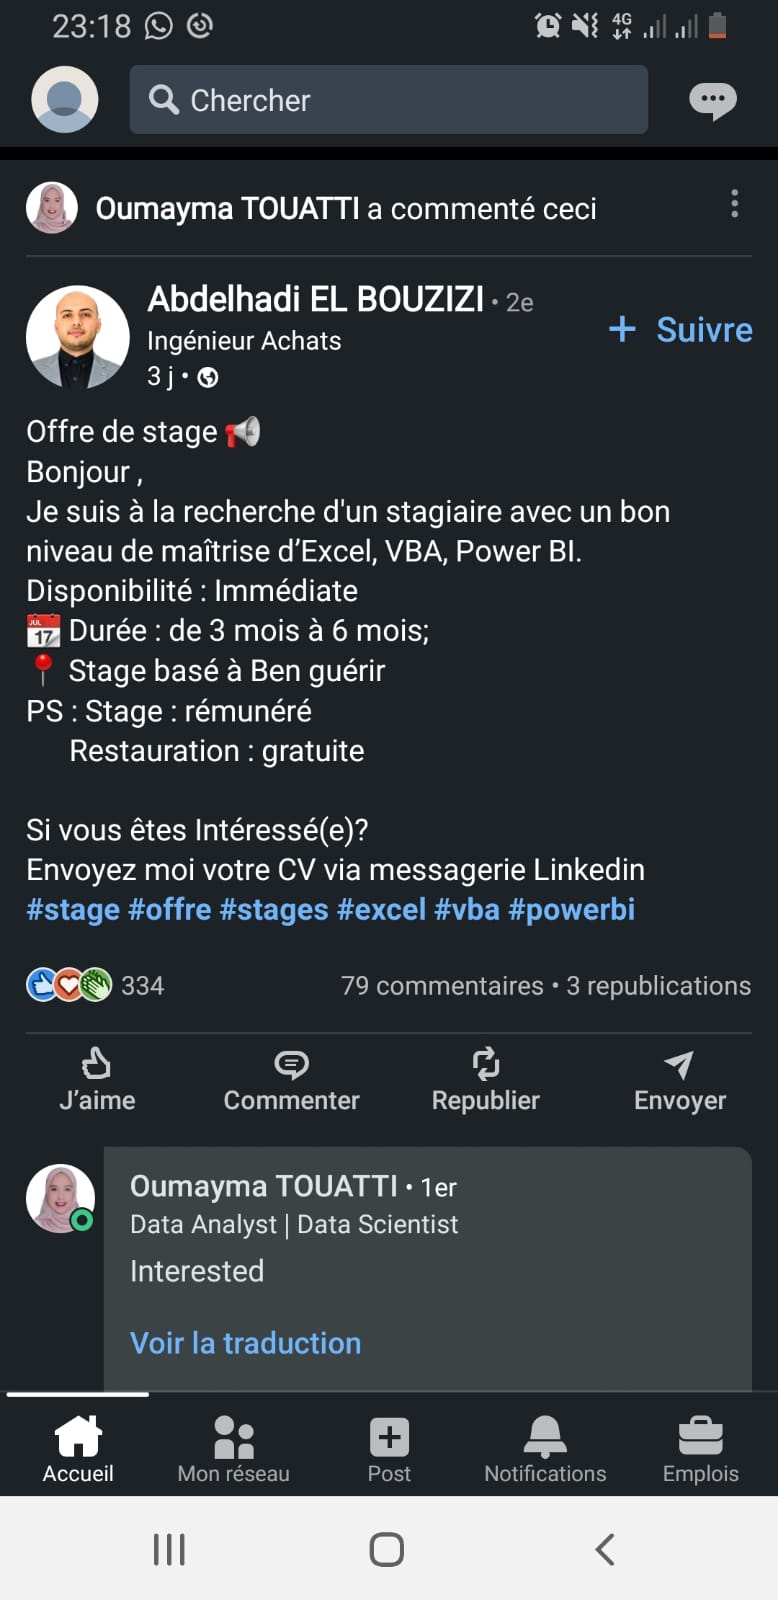 23:18
4G
Chercher
Oumayma TOUATTI a commenté ceci
Abdelhadi EL BOUZIZI • 2e
Ingénieur Achats
+ Suivre
3 j •
Offre de stage
Bonjour ,
Je suis à la recherche d'un stagiaire avec un bon
niveau de maîtrise d’Excel, VBA, Power BI.
Disponibilité : Immédiate
JUL 17 Durée : de 3 mois à 6 mois;
Stage basé à Ben guérir
PS : Stage : rémunéré
Restauration : gratuite
Si vous êtes Intéressé(e)?
Envoyez moi votre CV via messagerie Linkedin
#stage #offre #stages #excel #vba #powerbi
334
79 commentaires • 3 republications
J’aime
Commenter
Republier
Envoyer
Oumayma TOUATTI • 1er
Data Analyst | Data Scientist
Interested
Voir la traduction
Accueil
Mon réseau
Post
Notifications
Emplois